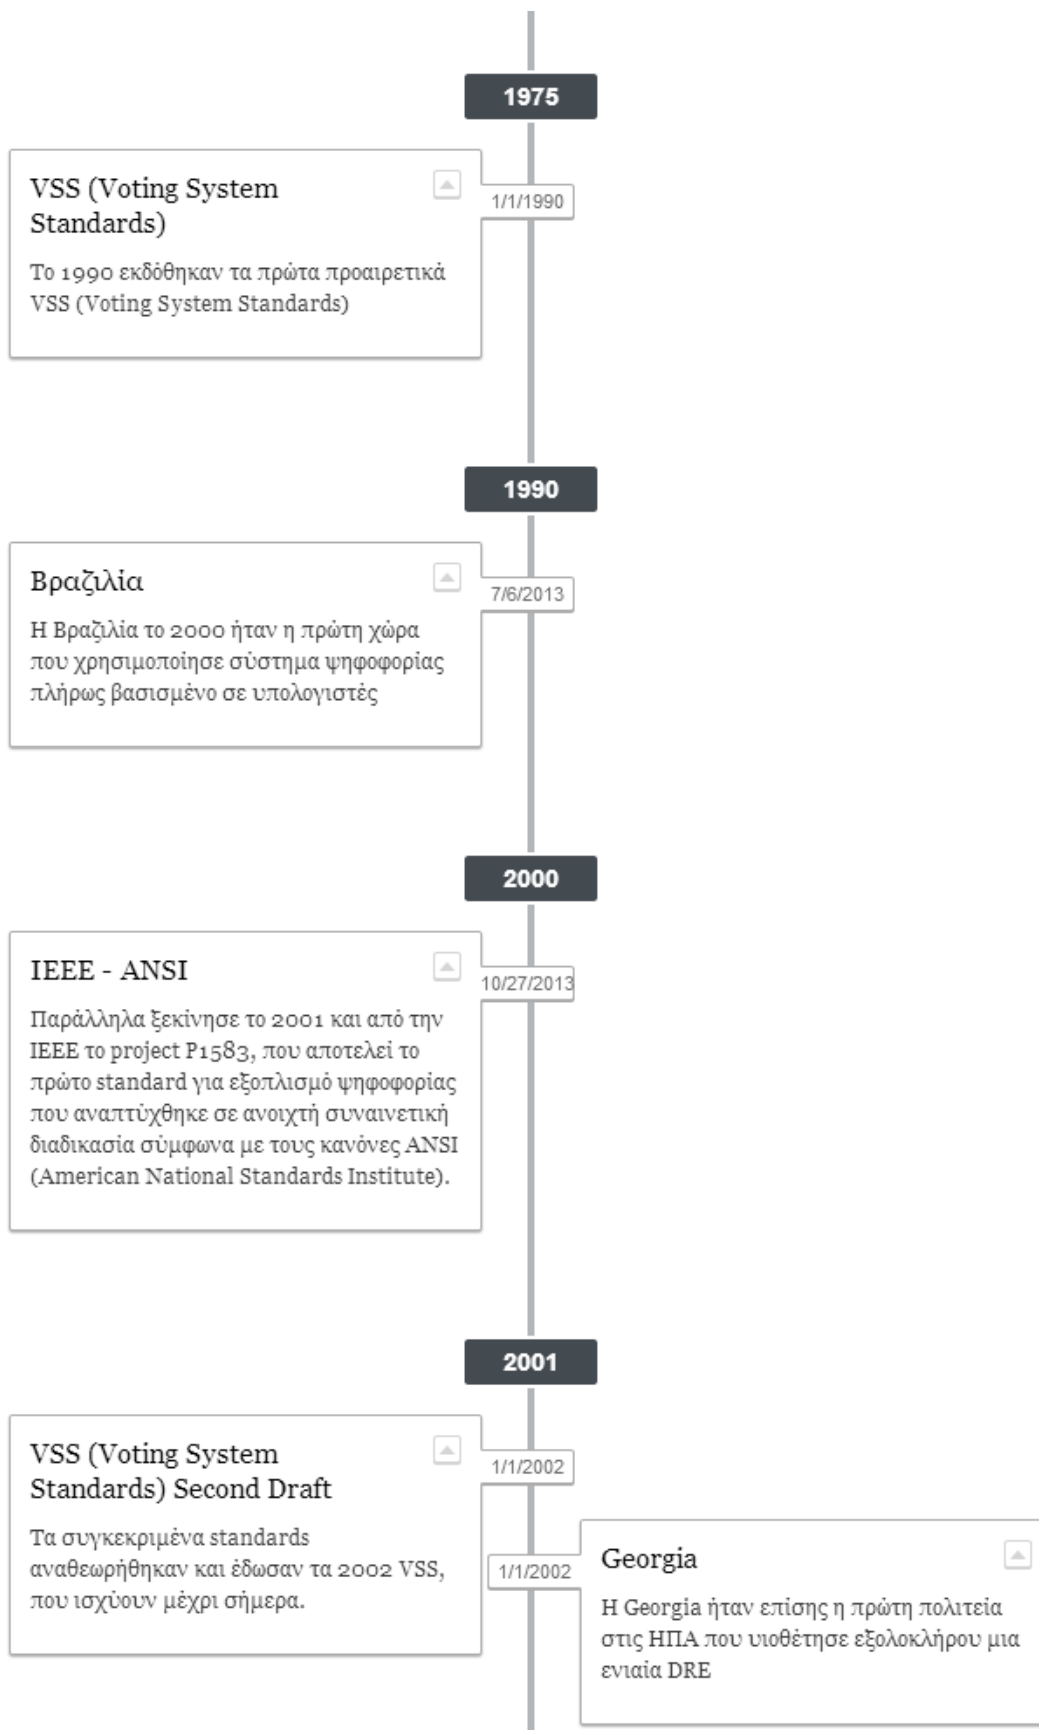 1975
VSS (Voting System
Standards)
1/1/1990
Το 1990 εκδόθηκαν τα πρώτα προαιρετικά
VSS (Voting System Standards)
1990
Βραζιλία
7/6/2013
Η Βραζιλία το 2000 ήταν η πρώτη χώρα
που χρησιμοποίησε σύστημα ψηφοφορίας
πλήρως βασισμένο σε υπολογιστές
2000
IEEE - ANSI
10/27/2013
Παράλληλα ξεκίνησε το 2001 και από την
IEEE το project P1583, που αποτελεί το
πρώτο standard για εξοπλισμό ψηφοφορίας
που αναπτύχθηκε σε ανοιχτή συναινετική
διαδικασία σύμφωνα με τους κανόνες ANSI
(American National Standards Institute).
2001
VSS (Voting System
Standards) Second Draft
1/1/2002
Τα συγκεκριμένα standards
αναθεωρήθηκαν και έδωσαν τα 2002 VSS,
που ισχύουν μέχρι σήμερα.
1/1/2002
Georgia
Η Georgia ήταν επίσης η πρώτη πολιτεία
στις ΗΠΑ που υιοθέτησε εξολοκλήρου μια
ενιαία DRE